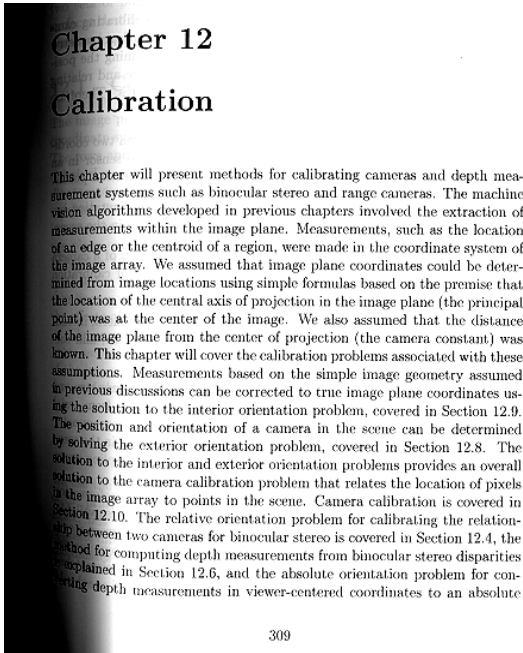 Chapter 12
Calibration
This chapter will present methods for calibrating cameras and depth mea-
surement systems such as binocular stereo and range cameras. The machine
vision algorithms developed in previous chapters involved the extraction of
measurements within the image plane. Measurements, such as the location
of an edge or the centroid of a region, were made in the coordinate system of
the image array. We assumed that image plane coordinates could be deter-
mined from image locations using simple formulas based on the premise that
the location of the central axis of projection in the image plane (the principal
point) was at the center of the image. We also assumed that the distance
of the image plane from the center of projection (the camera constant) was
known. This chapter will cover the calibration problems associated with these
assumptions. Measurements based on the simple image geometry assumed
in previous discussions can be corrected to true image plane coordinates us-
ing the solution to the interior orientation problem, covered in Section 12.9.
The position and orientation of a camera in the scene can be determined
by solving the exterior orientation problem, covered in Section 12.8. The
solution to the interior and exterior orientation problems provides an overall
solution to the camera calibration problem that relates the location of pixels
in the image array to points in the scene. Camera calibration is covered in
Section 12.10. The relative orientation problem for calibrating the relation-
ship between two cameras for binocular stereo is covered in Section 12.4, the
method for computing depth measurements from binocular stereo disparities
is explained in Section 12.6, and the absolute orientation problem for con-
verting depth measurements in viewer-centered coordinates to an absolute
309